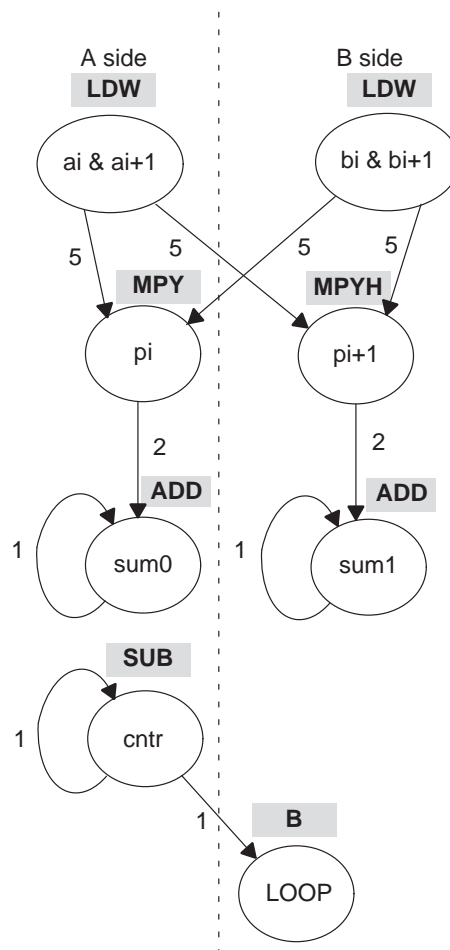 A side
B side
LDW
LDW
ai & ai+1
bi & bi+1
5
5
5
5
MPY
MPYH
pi
pi+1
2
2
ADD
ADD
1
sum0
1
sum1
SUB
1
cntr
1
B
LOOP